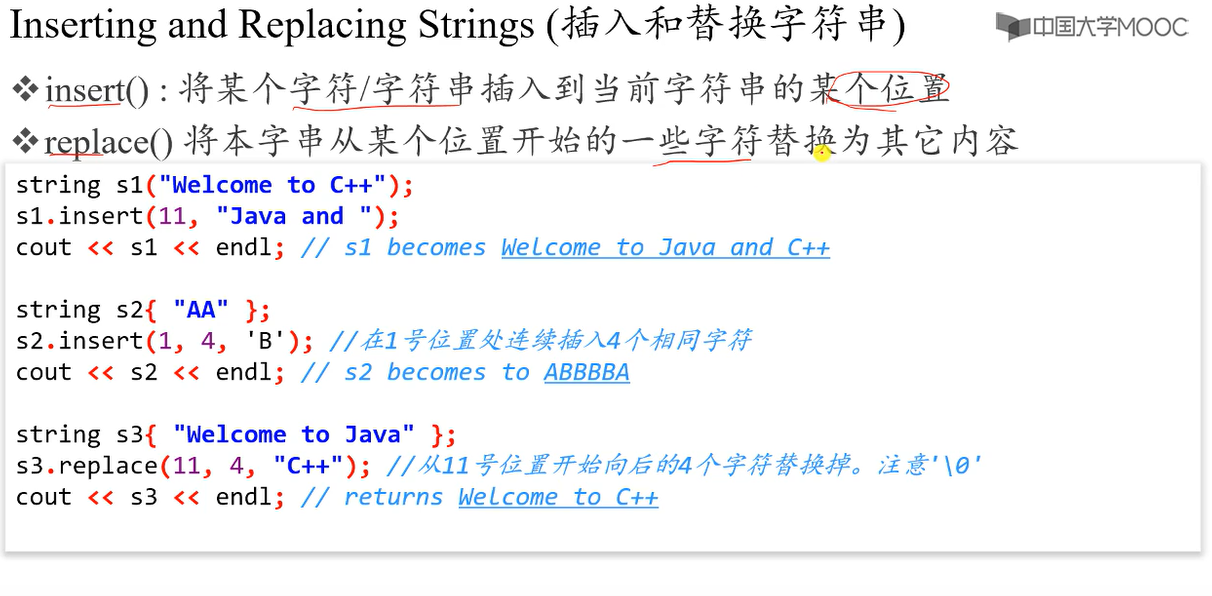 Inserting and Replacing Strings (插入和替换字符串)
中国大学MOOC
❖insert() : 将某个字符/字符串插入到当前字符串的某个位置
❖replace() 将本字串从某个位置开始的一些字符替换为其它内容
string s1("Welcome to C++");
s1.insert(11, "Java and ");
cout << s1 << endl; // s1 becomes Welcome to Java and C++
string s2{ "AA" };
s2.insert(1, 4, 'B'); //在1号位置处连续插入4个相同字符
cout << s2 << endl; // s2 becomes to ABBBBA
string s3{ "Welcome to Java" };
s3.replace(11, 4, "C++"); //从11号位置开始向后的4个字符替换掉。注意'\0'
cout << s3 << endl; // returns Welcome to C++